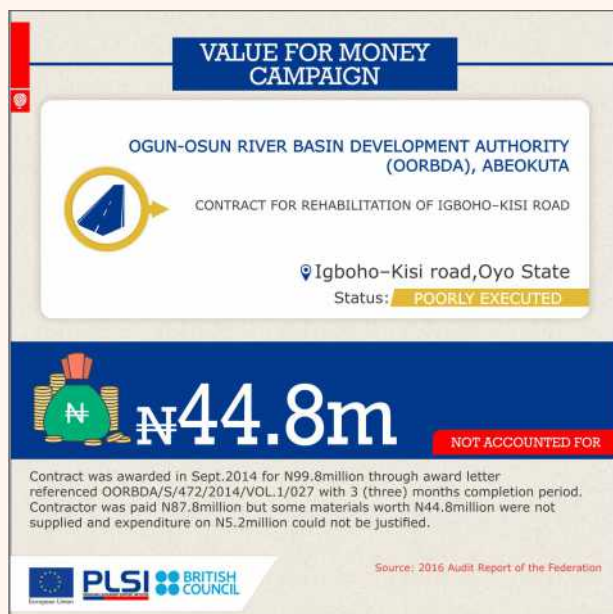 VALUE FOR MONEY
CAMPAIGN
OGUN-OSUN RIVER BASIN DEVELOPMENT AUTHORITY
(OORBDA), ABEOKUTA
CONTRACT FOR REHABILITATION OF IGBOHO–KISI ROAD
Igboho–Kisi road,Oyo State
Status: POORLY EXECUTED
₦
₦44.8m
NOT ACCOUNTED FOR
Contract was awarded in Sept.2014 for N99.8million through award letter
referenced OORBDA/S/472/2014/VOL.1/027 with 3 (three) months completion period.
Contractor was paid N87.8million but some materials worth N44.8million were not
supplied and expenditure on N5.2million could not be justified.
Source: 2016 Audit Report of the Federation
European Union
PLSI
BRITISH
COUNCIL